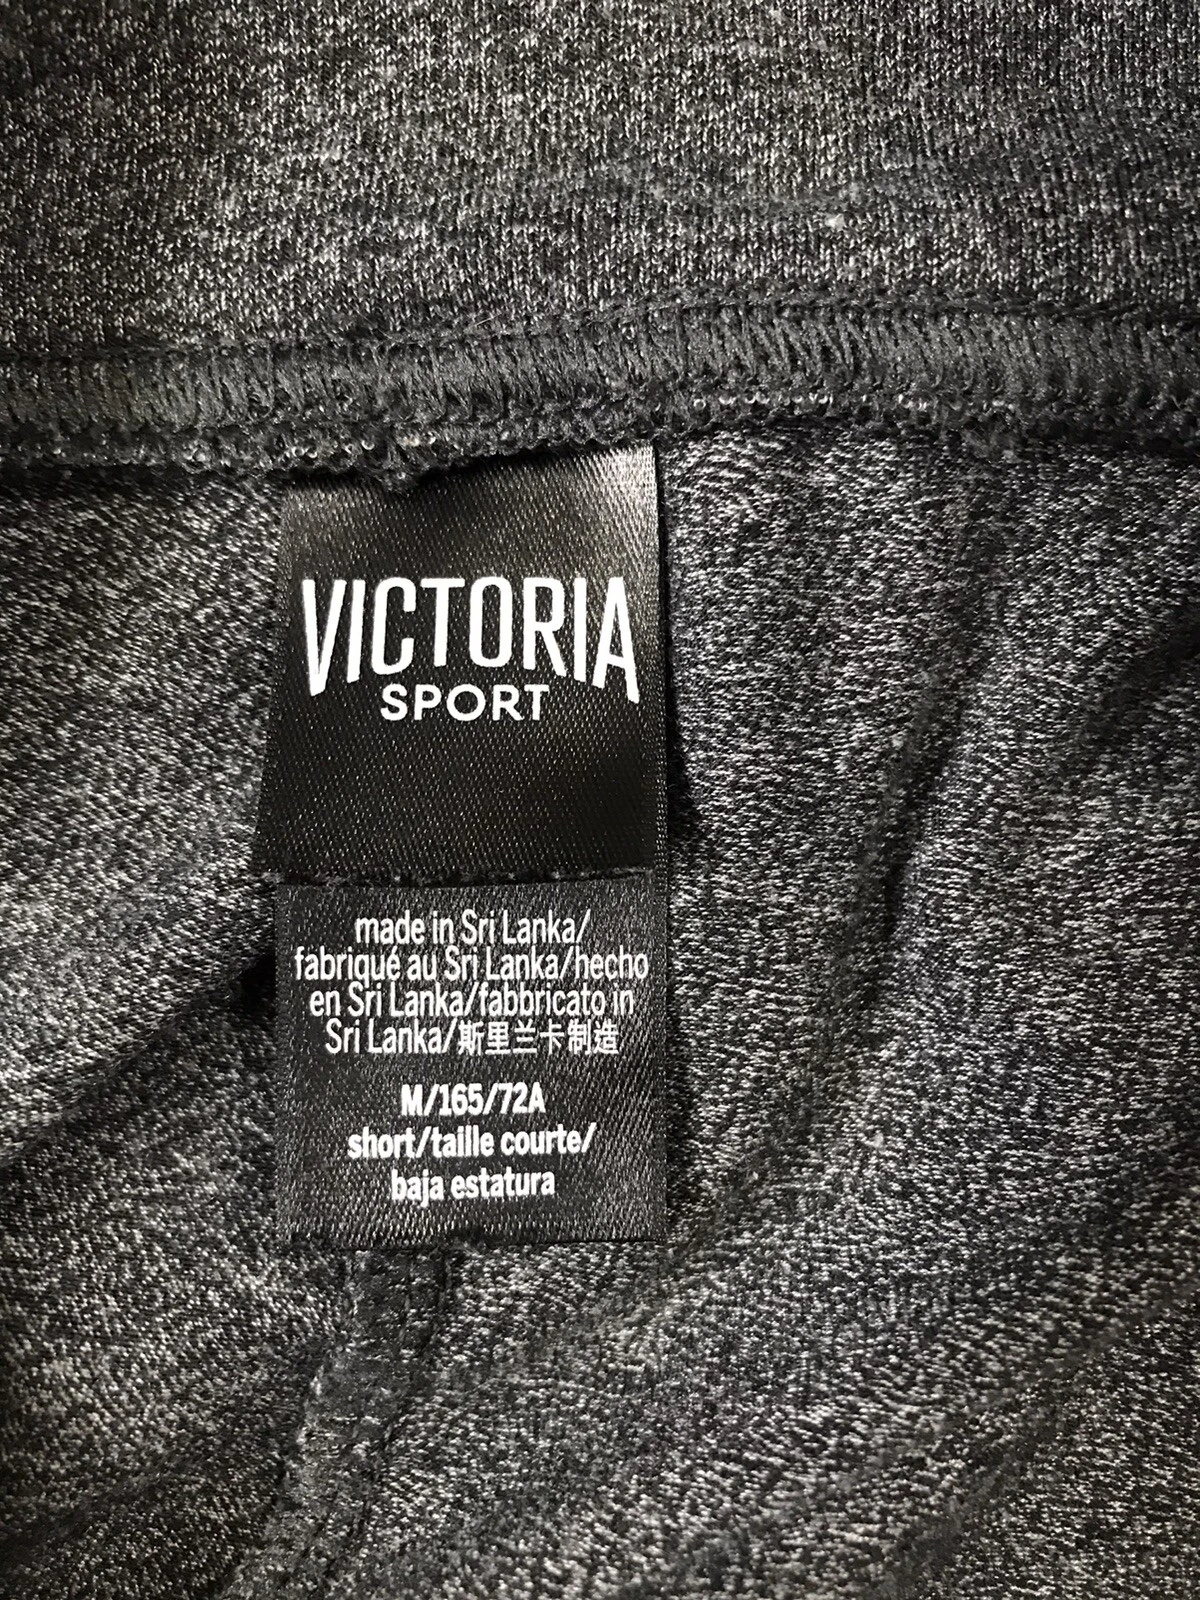 VICTORIA
SPORT
made in Sri Lanka/
fabriqué au Sri Lanka/hecho
en Sri Lanka/fabbricato in
Sri Lanka/斯里兰卡制造
M/165/72A
short/taille courte/
baja estatura